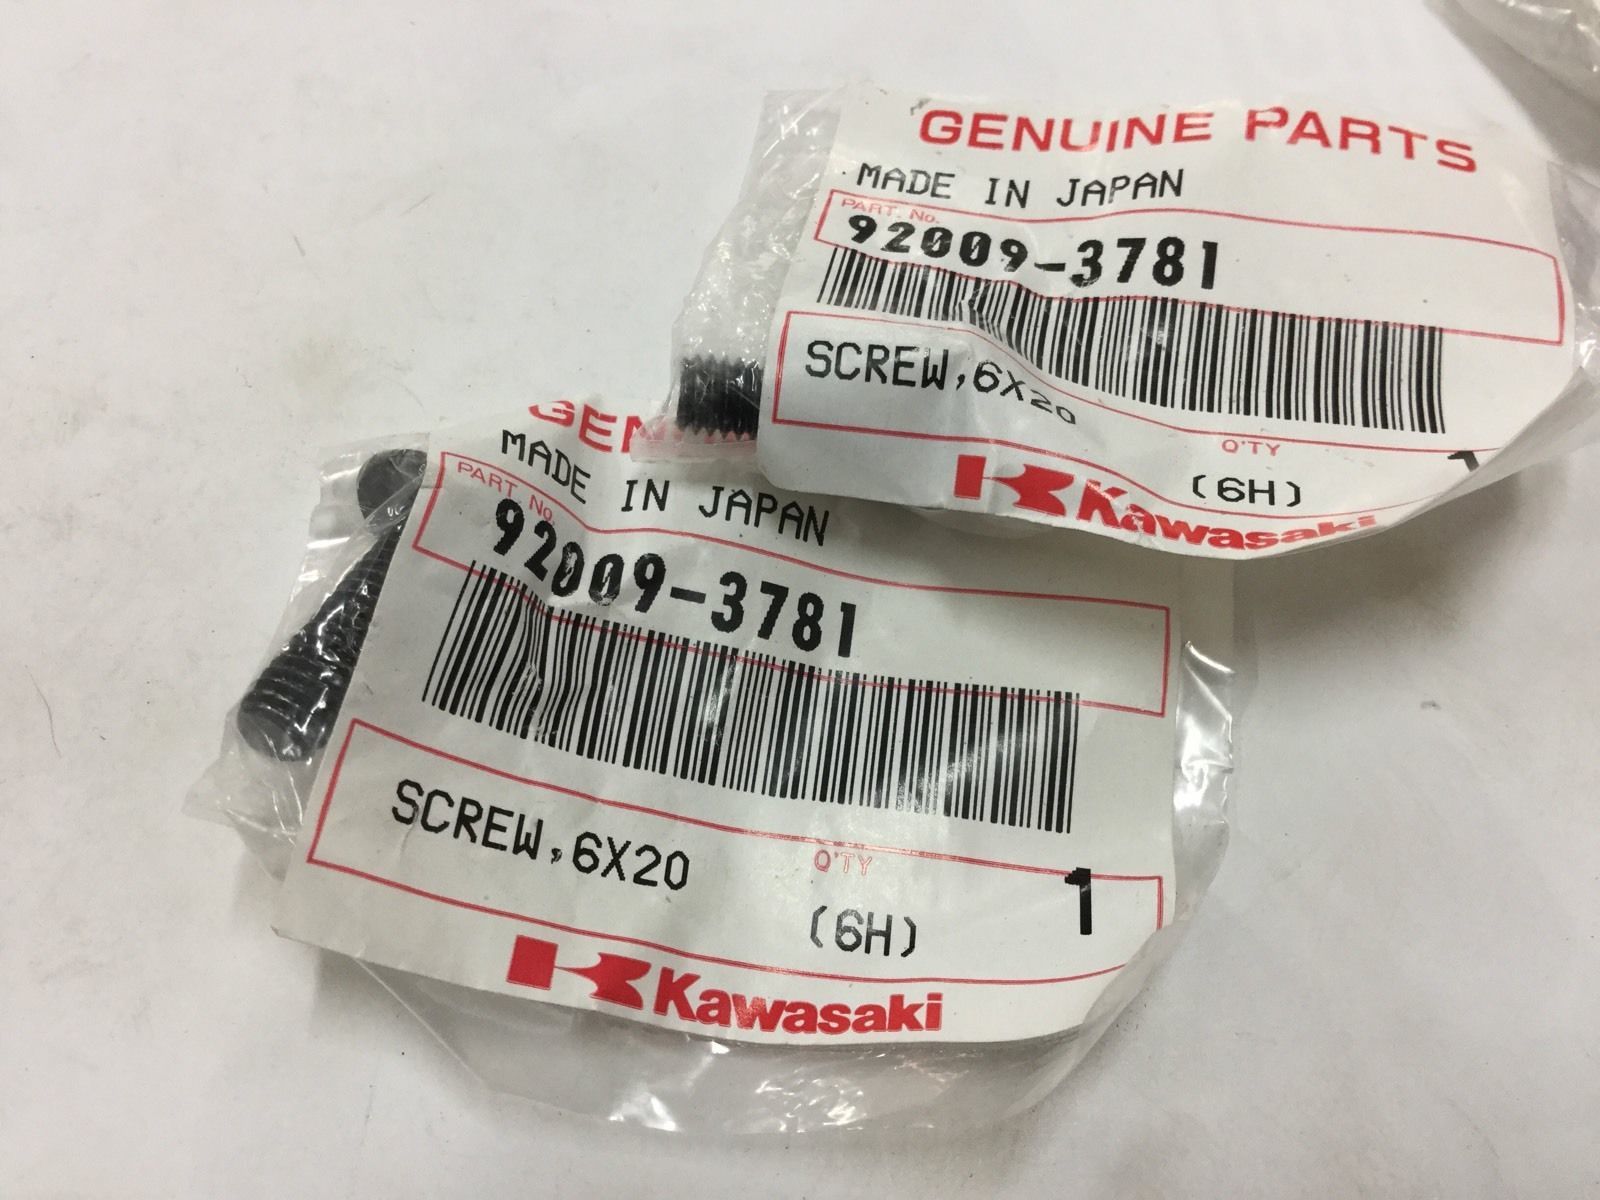 GENUINE PARTS
MADE IN JAPAN
PART. No.
92009-3781
SCREW,6X20
Q'TY
1
(6H)
Kawasaki
MADE IN JAPAN
PART. No.
92009-3781
SCREW,6X20
Q'TY
1
(6H)
Kawasaki